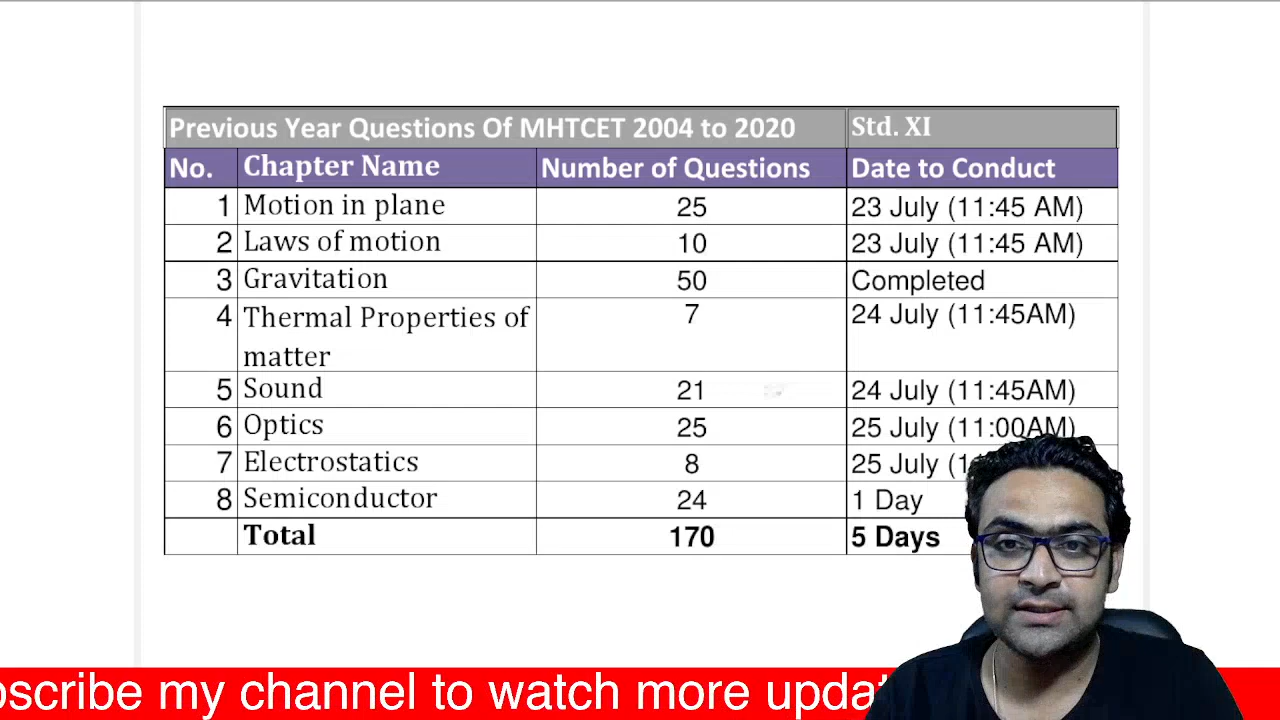 Previous Year Questions Of MHTCET 2004 to 2020 Std. XI
No. Chapter Name Number of Questions Date to Conduct
1 Motion in plane 25 23 July (11:45 AM)
2 Laws of motion 10 23 July (11:45 AM)
3 Gravitation 50 Completed
4 Thermal Properties of 7 24 July (11:45AM)
matter
5 Sound 21 24 July (11:45AM)
6 Optics 25 25 July (11:00AM)
7 Electrostatics 8 25 July
8 Semiconductor 24 1 Day
Total 170 5 Days
my channel to watch more